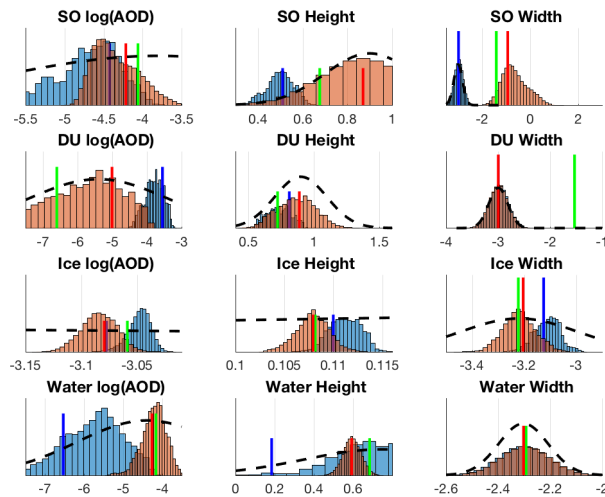 SO log(AOD) SO Height SO Width
-5.5 -5 -4.5 -4 -3.5 0.4 0.6 0.8 1 -2 0 2
DU log(AOD) DU Height DU Width
-7 -6 -5 -4 -3 0.5 1 1.5 -4 -3 -2 -1
Ice log(AOD) Ice Height Ice Width
-3.15 -3.1 -3.05 0.1 0.105 0.11 0.115 -3.4 -3.2 -3
Water log(AOD) Water Height Water Width
-7 -6 -5 -4 0 0.2 0.4 0.6 -2.6 -2.4 -2.2 -2